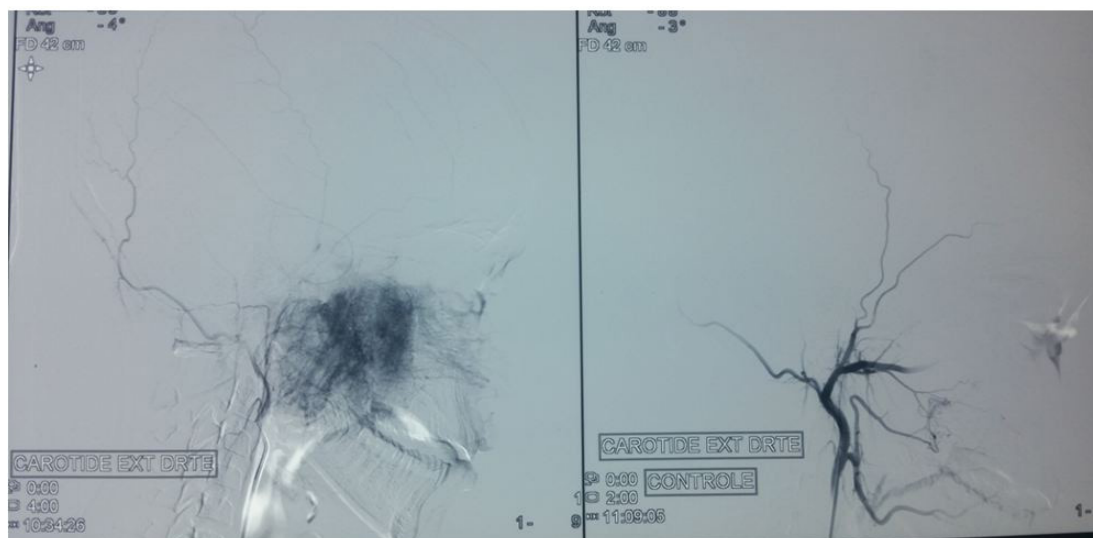 Ang - 4°
FD 42 cm
CAROTIDE EXT DRTE
0:00
4:00
10:34:26
1 -
Ang - 3°
FD 42 cm
CAROTIDE EXT DRTE
0:00 CONTROLE
2:00
11:09:05
1 -